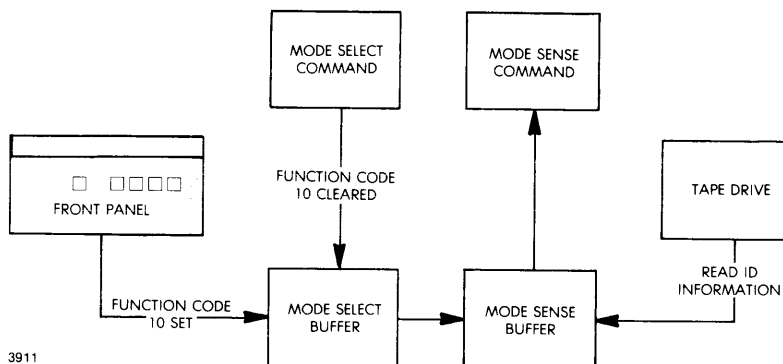 MODE SELECT
COMMAND
MODE SENSE
COMMAND
FUNCTION CODE
10 CLEARED
FRONT PANEL
TAPE DRIVE
FUNCTION CODE
10 SET
MODE SELECT
BUFFER
MODE SENSE
BUFFER
READ ID
INFORMATION
3911